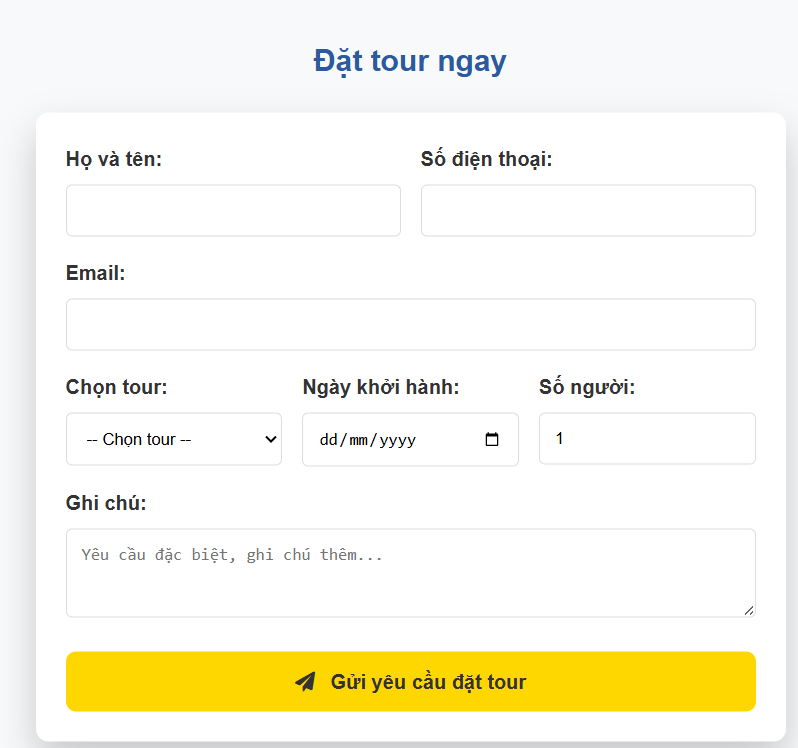 Đặt tour ngay
Họ và tên: Số điện thoại:
Email:
Chọn tour: Ngày khởi hành: Số người:
-- Chọn tour -- dd/mm/yyyy 1
Ghi chú:
Yêu cầu đặc biệt, ghi chú thêm...
Gửi yêu cầu đặt tour